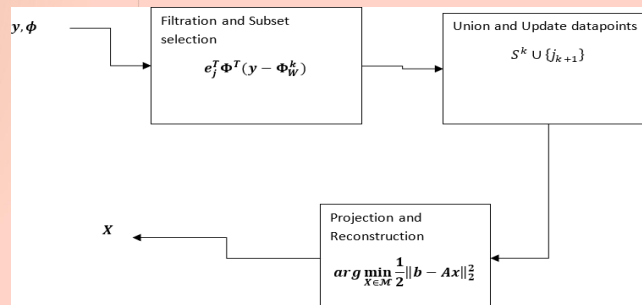 y,ϕ
Filtration and Subset
selection
e_j^T Φ^T (y − Φ_W^k)
Union and Update datapoints
S^k ∪ {j_{k+1}}
Projection and
Reconstruction
arg min_{X∈ℳ} 1/2 ‖b − Ax‖_2^2
X